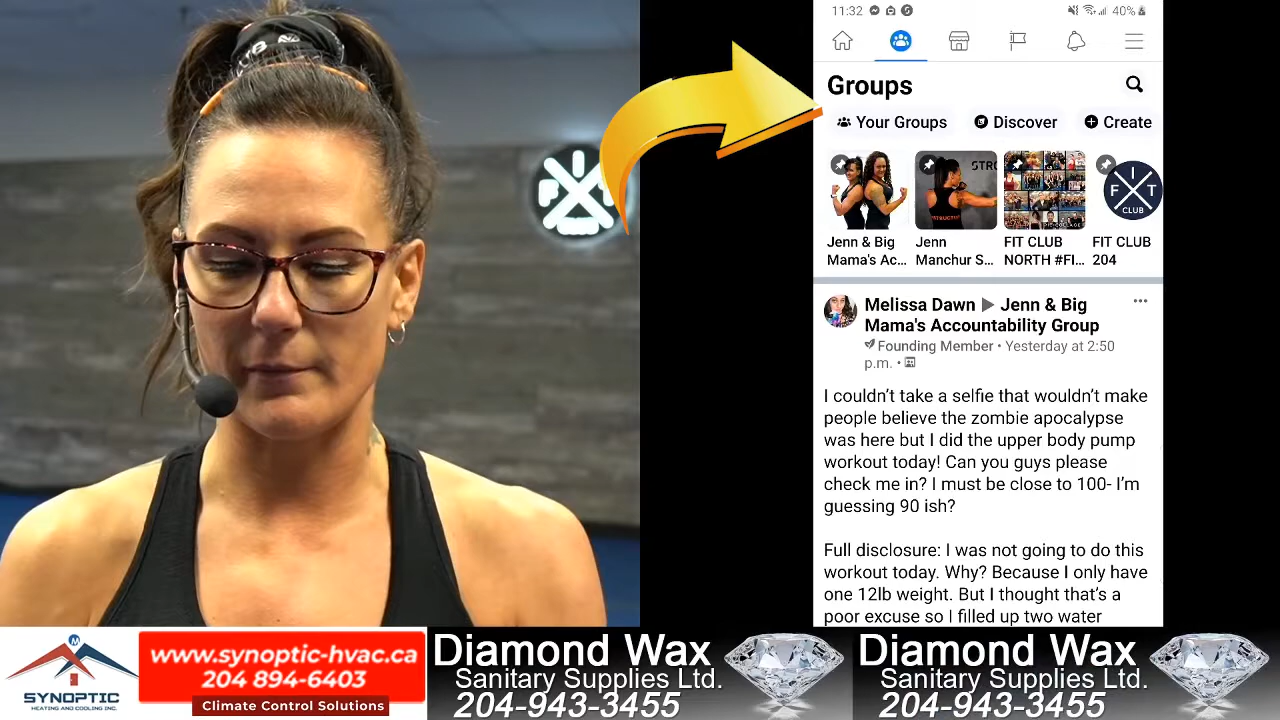 FIT
11:32
40%
Groups
Your Groups
Discover
Create
STRO
FIT
CLUB
Jenn & Big
Mama's Ac...
Jenn
Manchur S...
FIT CLUB
NORTH #FI...
FIT CLUB
204
Melissa Dawn ▶ Jenn & Big
Mama's Accountability Group
Founding Member • Yesterday at 2:50
p.m. •
I couldn't take a selfie that wouldn't make
people believe the zombie apocalypse
was here but I did the upper body pump
workout today! Can you guys please
check me in? I must be close to 100- I'm
guessing 90 ish?
Full disclosure: I was not going to do this
workout today. Why? Because I only have
one 12lb weight. But I thought that's a
poor excuse so I filled up two water
SYNOPTIC
HEATING AND COOLING INC.
www.synoptic-hvac.ca
204 894-6403
Climate Control Solutions
Diamond Wax
Sanitary Supplies Ltd.
204-943-3455
Diamond Wax
Sanitary Supplies Ltd.
204-943-3455